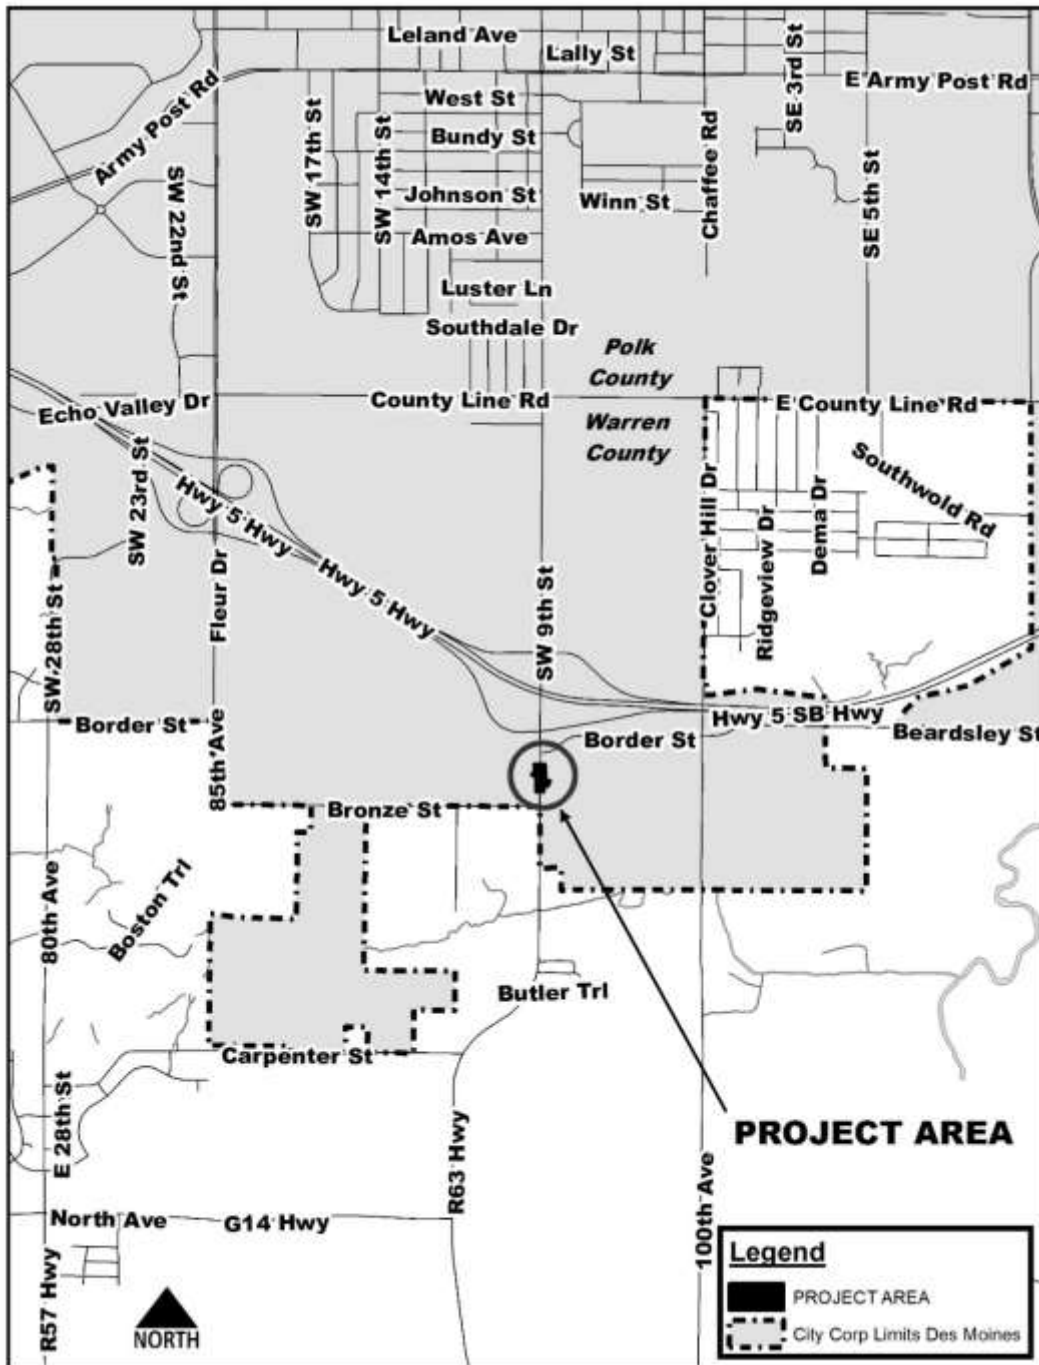 Leland Ave
Lally St
SE 3rd St
E Army Post Rd
Army Post Rd
West St
Bundy St
SW 17th St
SW 14th St
Chaffee Rd
SE 5th St
SW 22nd St
Johnson St
Winn St
Amos Ave
Luster Ln
Southdale Dr
Polk
County
Echo Valley Dr
County Line Rd
E County Line Rd
Warren
County
SW 23rd St
Hwy 5 Hwy
Southwold Rd
Clover Hill Dr
Ridgeview Dr
Dema Dr
Fleur Dr
Hwy 5 Hwy
SW 9th St
SW 28th St
Border St
85th Ave
Hwy 5 SB Hwy
Border St
Beardsley St
Bronze St
80th Ave
Boston Trl
Butler Trl
Carpenter St
E 28th St
PROJECT AREA
R63 Hwy
100th Ave
North Ave
G14 Hwy
R57 Hwy
NORTH
Legend
PROJECT AREA
City Corp Limits Des Moines